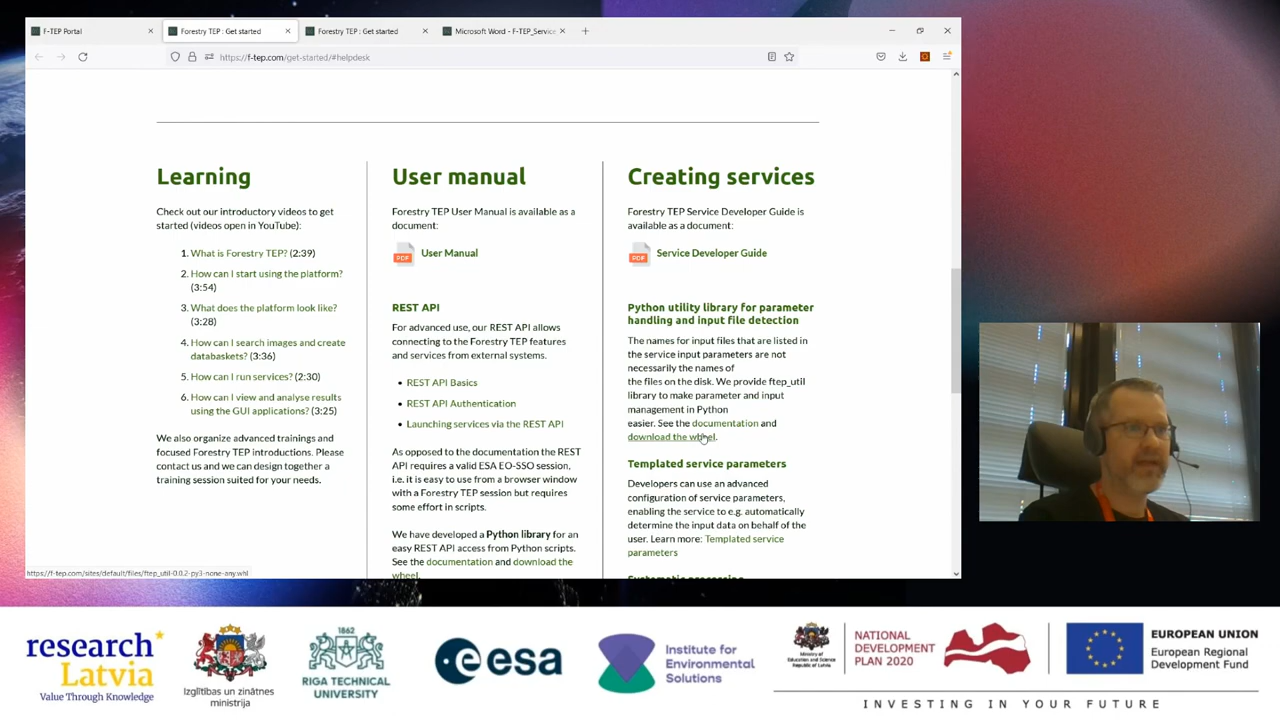 F-TEP Portal
Forestry TEP : Get started
Forestry TEP : Get started
Microsoft Word - F-TEP_Service
https://f-tep.com/get-started/#helpdesk
Learning
Check out our introductory videos to get
started (videos open in YouTube):
1. What is Forestry TEP? (2:39)
2. How can I start using the platform?
(3:54)
3. What does the platform look like?
(3:28)
4. How can I search images and create
databaskets? (3:36)
5. How can I run services? (2:30)
6. How can I view and analyse results
using the GUI applications? (3:25)
We also organize advanced trainings and
focused Forestry TEP introductions. Please
contact us and we can design together a
training session suited for your needs.
User manual
Forestry TEP User Manual is available as a
document:
PDF
User Manual
REST API
For advanced use, our REST API allows
connecting to the Forestry TEP features
and services from external systems.
• REST API Basics
• REST API Authentication
• Launching services via the REST API
As opposed to the documentation the REST
API requires a valid ESA EO-SSO session,
i.e. it is easy to use from a browser window
with a Forestry TEP session but requires
some effort in scripts.
We have developed a Python library for an
easy REST API access from Python scripts.
See the documentation and download the
wheel.
Creating services
Forestry TEP Service Developer Guide is
available as a document:
PDF
Service Developer Guide
Python utility library for parameter
handling and input file detection
The names for input files that are listed in
the service input parameters are not
necessarily the names of
the files on the disk. We provide ftep_util
library to make parameter and input
management in Python
easier. See the documentation and
download the wheel.
Templated service parameters
Developers can use an advanced
configuration of service parameters,
enabling the service to e.g. automatically
determine the input data on behalf of the
user. Learn more: Templated service
parameters
Systematic processing
https://f-tep.com/sites/default/files/ftep_util-0.0.2-py3-none-any.whl
research
Latvia
Value Through Knowledge
Izglītības un zinātnes
ministrija
1862
RIGA TECHNICAL
UNIVERSITY
esa
Institute for
Environmental
Solutions
Ministry of
Education and Science
Republic of Latvia
NATIONAL
DEVELOPMENT
PLAN 2020
EUROPEAN UNION
European Regional
Development Fund
INVESTING IN YOUR FUTURE